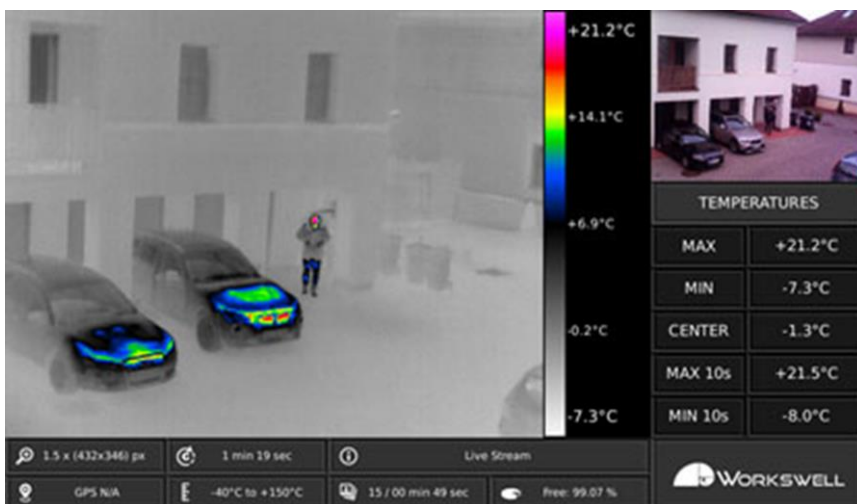 +21.2°C
+14.1°C
+6.9°C
-0.2°C
-7.3°C
TEMPERATURES
MAX +21.2°C
MIN -7.3°C
CENTER -1.3°C
MAX 10s +21.5°C
MIN 10s -8.0°C
1.5 x (432x346) px
1 min 19 sec
Live Stream
GPS N/A
-40°C to +150°C
15 / 00 min 49 sec
Free: 99.07 %
WORKSWELL